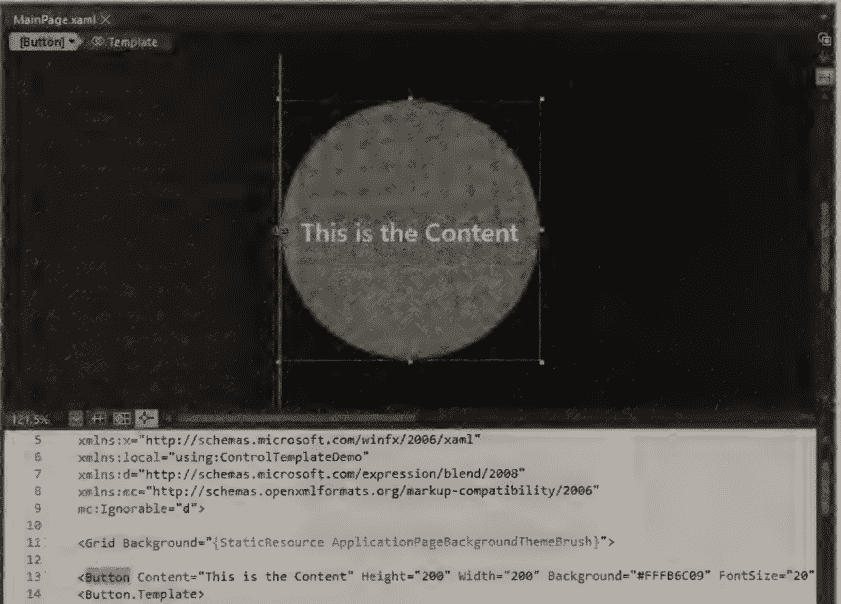 MainPage.xaml
[Button] Template
This is the Content
121,5%
5 xmlns:x="http://schemas.microsoft.com/winfx/2006/xaml"
6 xmlns:local="using:ControlTemplateDemo"
7 xmlns:d="http://schemas.microsoft.com/expression/blend/2008"
8 xmlns:mc="http://schemas.openxmlformats.org/markup-compatibility/2006"
9 mc:Ignorable="d">
10
11 <Grid Background="{StaticResource ApplicationPageBackgroundThemeBrush}">
12
13 <Button Content="This is the Content" Height="200" Width="200" Background="#FFFB6C09" FontSize="20"
14 <Button.Template>